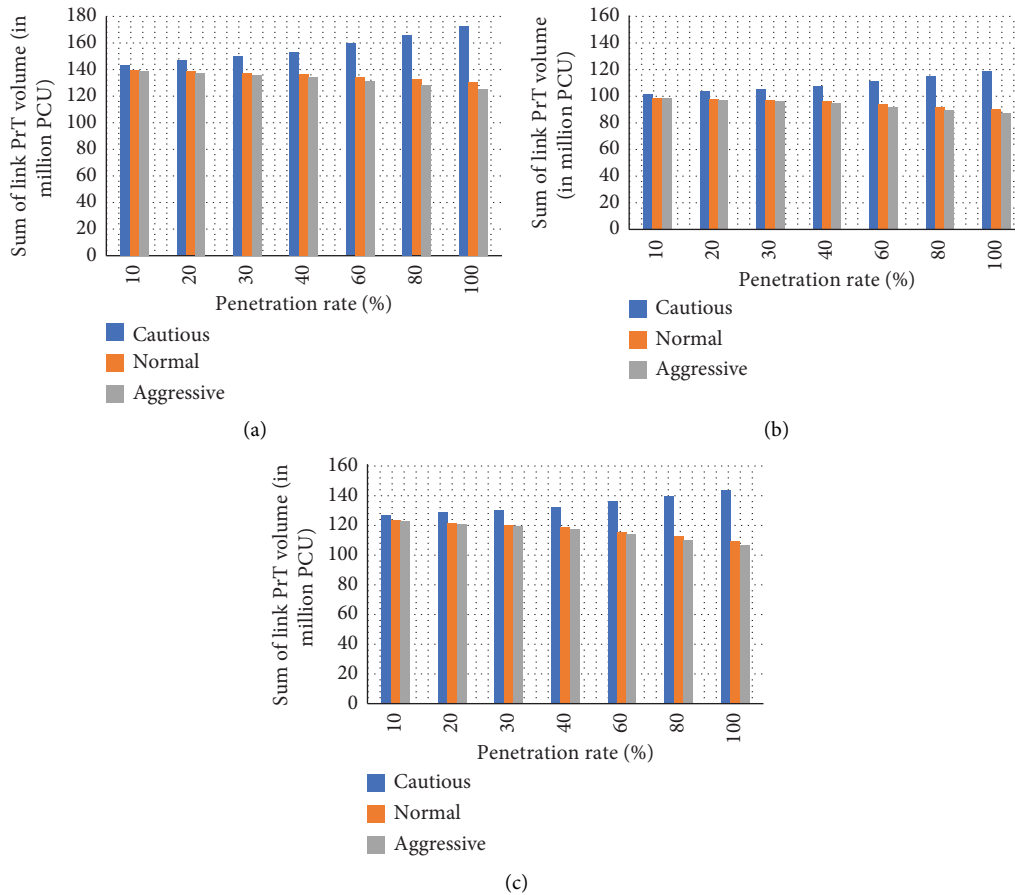 Sum of link PrT volume (in
million PCU)
180
160
140
120
100
80
60
40
20
0
10
20
30
40
60
80
100
Penetration rate (%)
Cautious
Normal
Aggressive
(a)
Sum of link PrT volume
(in million PCU)
160
140
120
100
80
60
40
20
0
10
20
30
40
60
80
100
Penetration rate (%)
Cautious
Normal
Aggressive
(b)
Sum of link PrT volume (in
million PCU)
160
140
120
100
80
60
40
20
0
10
20
30
40
60
80
100
Penetration rate (%)
Cautious
Normal
Aggressive
(c)